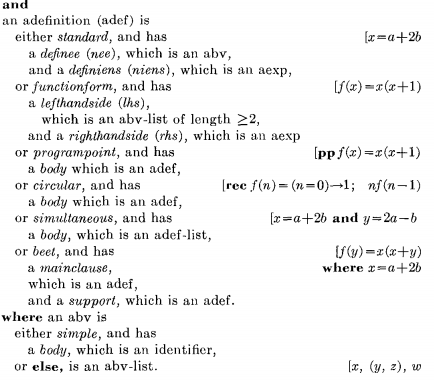 and
an adefinition (adef) is
either standard, and has [x=a+2b
a definee (nee), which is an abv,
and a definiens (niens), which is an aexp,
or functionform, and has [f(x)=x(x+1)
a lefthandside (lhs),
which is an abv-list of length ≥2,
and a righthandside (rhs), which is an aexp
or programpoint, and has [pp f(x)=x(x+1)
a body which is an adef,
or circular, and has [rec f(n)=(n=0)→1; nf(n−1)
a body which is an adef,
or simultaneous, and has [x=a+2b and y=2a−b
a body, which is an adef-list,
or beet, and has [f(y)=x(x+y)
a mainclause, where x=a+2b
which is an adef,
and a support, which is an adef.
where an abv is
either simple, and has
a body, which is an identifier,
or else, is an abv-list. [x, (y, z), w